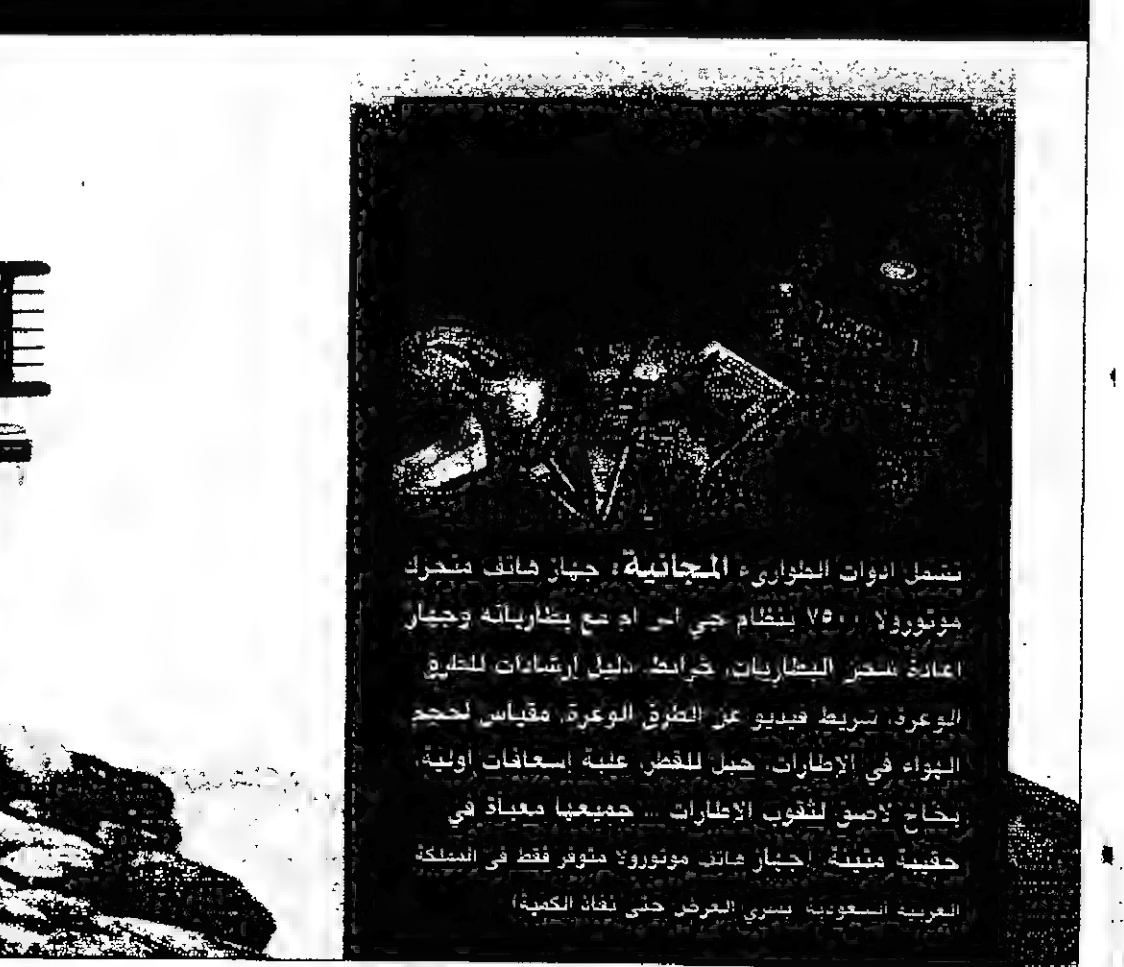 تشمل ادوات الطوارىء المجانية: جهاز هاتف متحرك
موتورولا ٧٥٠٠ بنظام جي اس ام مع بطارياته وجهاز
اعادة شحن البطاريات، خرائط، دليل إرشادات للطرق
الوعرة، شريط فيديو عن الطرق الوعرة، مقياس لحجم
الهواء في الإطارات، حبل للقطر، علبة إسعافات أولية،
بخاخ لاصق لثقوب الإطارات ... جميعها معبأة في
حقيبة متينة (جهاز هاتف موتورولا متوفر فقط في المملكة
العربية السعودية يسري العرض حتى نفاذ الكمية)